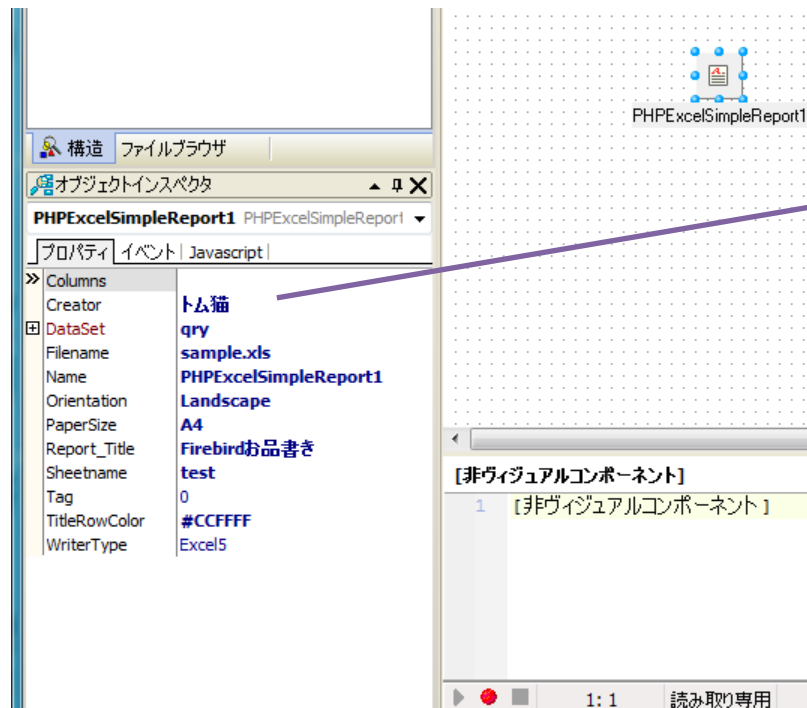 PHPExcelSimpleReport1
構造 ファイルブラウザ
オブジェクトインスペクタ
PHPExcelSimpleReport1 PHPExcelSimpleReport
プロパティ イベント Javascript
Columns
Creator トム猫
DataSet qry
Filename sample.xls
Name PHPExcelSimpleReport1
Orientation Landscape
PaperSize A4
Report_Title Firebirdお品書き
Sheetname test
Tag 0
TitleRowColor #CCFFFF
WriterType Excel5
[非ヴィジュアルコンポーネント]
1 [非ヴィジュアルコンポーネント]
1: 1 読み取り専用